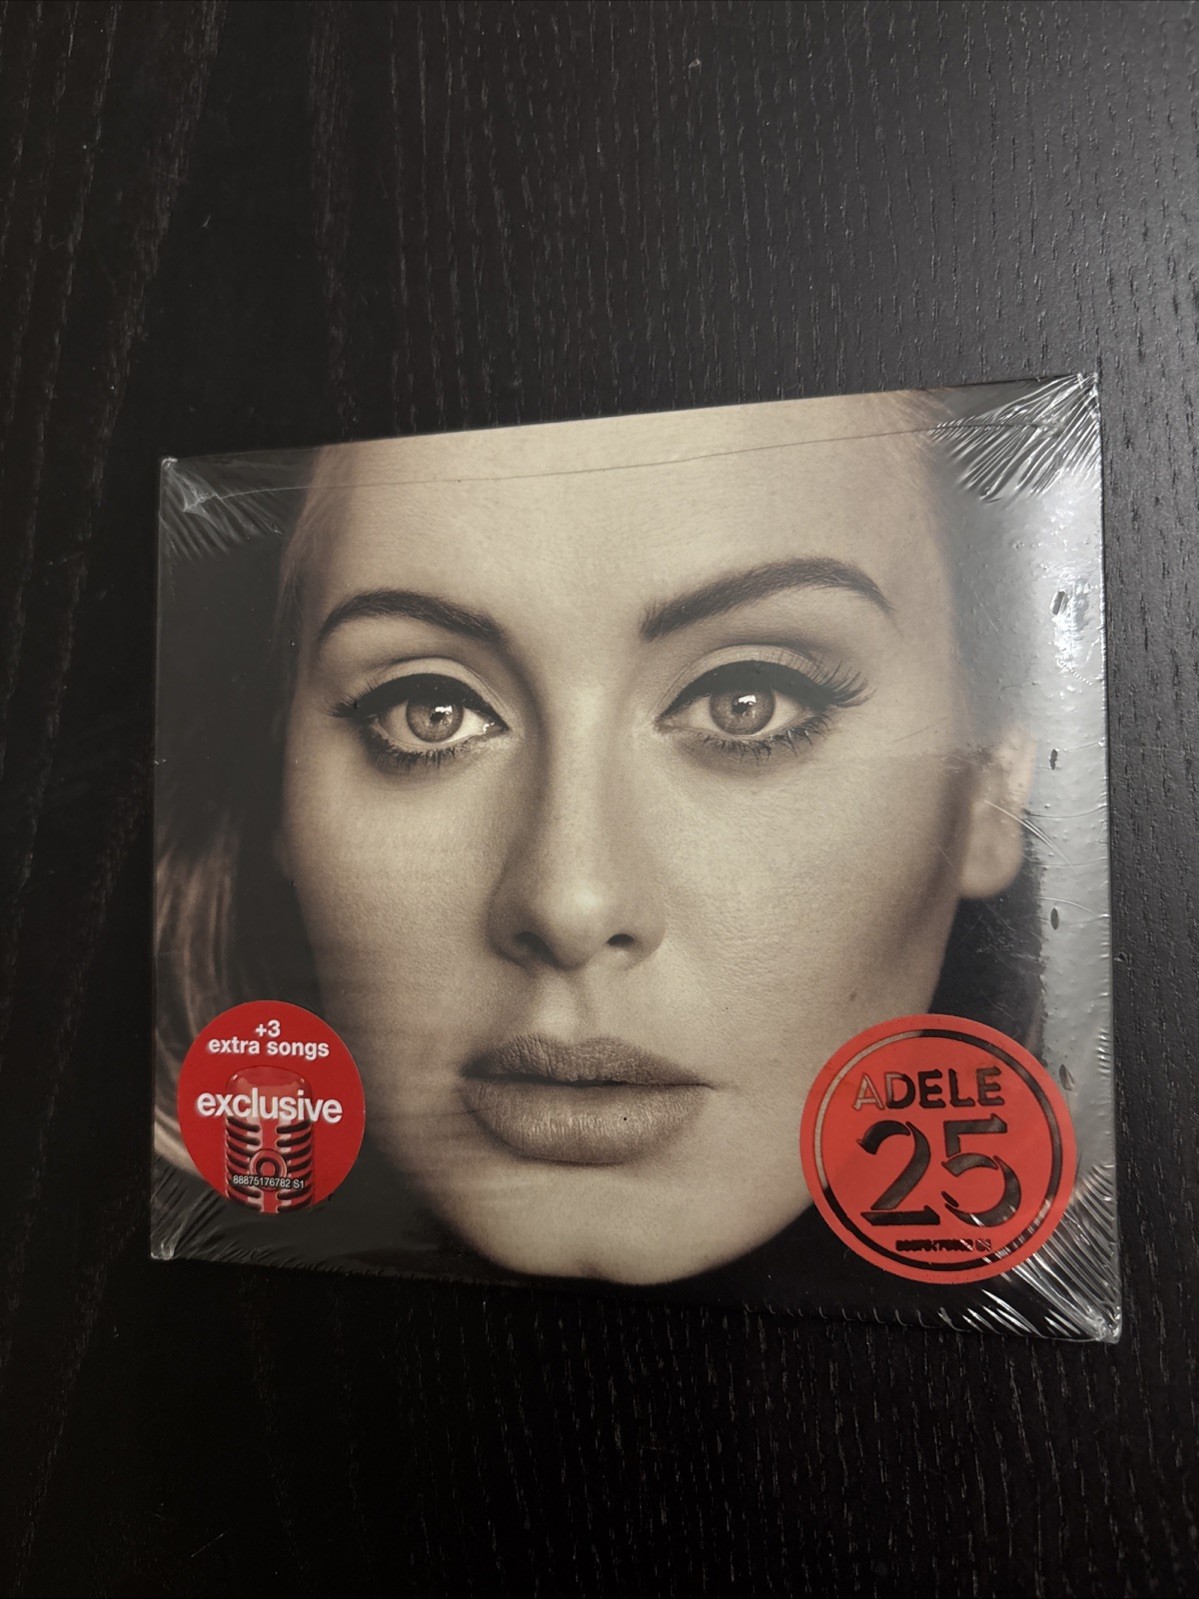 +3
extra songs
exclusive
88875176782 S1
ADELE
25